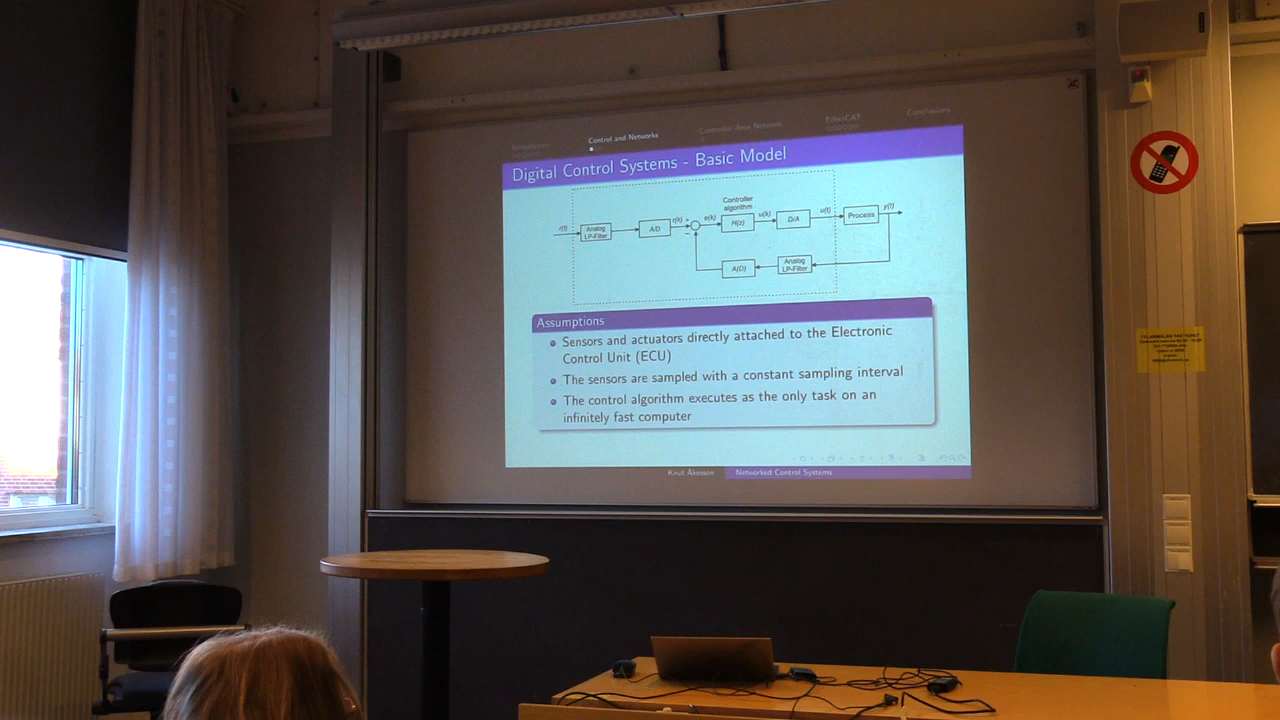 Introduction Control and Networks Controller Area Network EtherCAT Conclusions
Digital Control Systems - Basic Model
Controller
algorithm
r(t) Analog
LP-Filter A/D r(k) + e(k) H(z) u(k) D/A u(t) Process y(t)
A(D) Analog
LP-Filter
Assumptions
Sensors and actuators directly attached to the Electronic
Control Unit (ECU)
The sensors are sampled with a constant sampling interval
The control algorithm executes as the only task on an
infinitely fast computer
Knut Åkesson Networked Control Systems